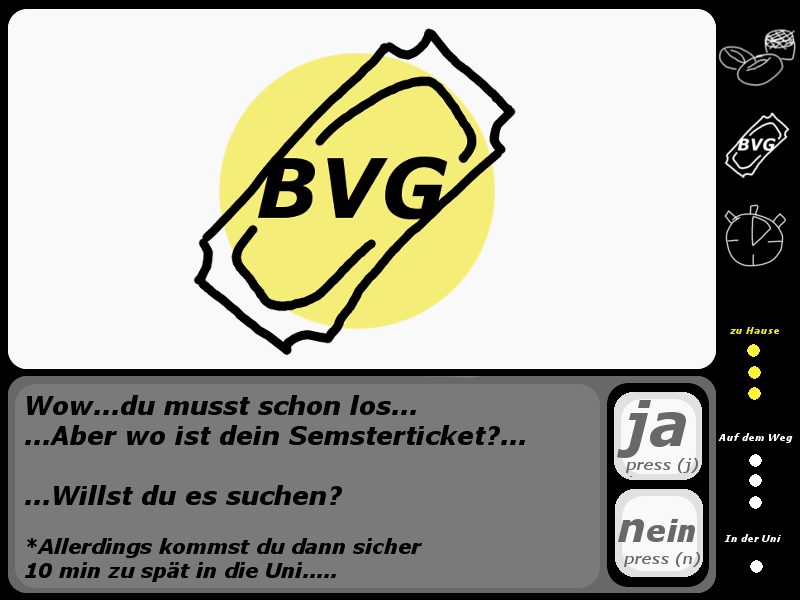 BVG
BVG
Wow...du musst schon los...
...Aber wo ist dein Semsterticket?...
...Willst du es suchen?
*Allerdings kommst du dann sicher
10 min zu spät in die Uni.....
ja
press (j)
nein
press (n)
zu Hause
Auf dem Weg
In der Uni